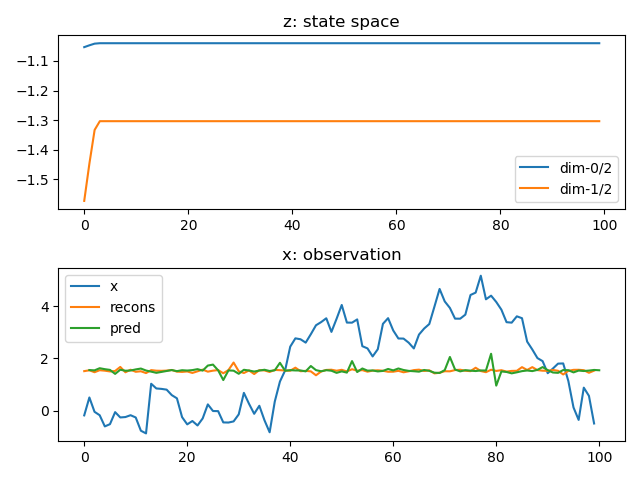 z: state space
−1.1
−1.2
−1.3
−1.4
−1.5
dim-0/2
dim-1/2
0 20 40 60 80 100
x: observation
x
recons
pred
4
2
0
0 20 40 60 80 100